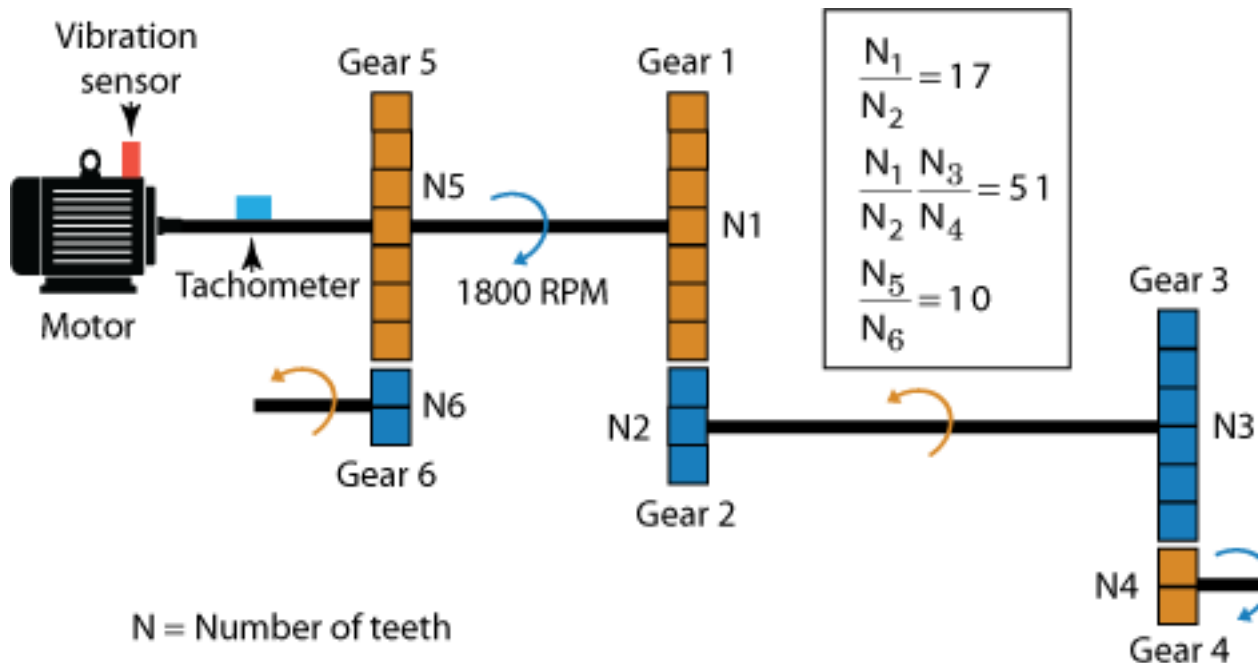 Vibration
sensor
Gear 5
Gear 1
N5
N1
1800 RPM
Tachometer
Motor
N₁/N₂ = 17
N₁/N₂ N₃/N₄ = 51
N₅/N₆ = 10
Gear 3
N6
N2
N3
Gear 6
Gear 2
N4
N = Number of teeth
Gear 4